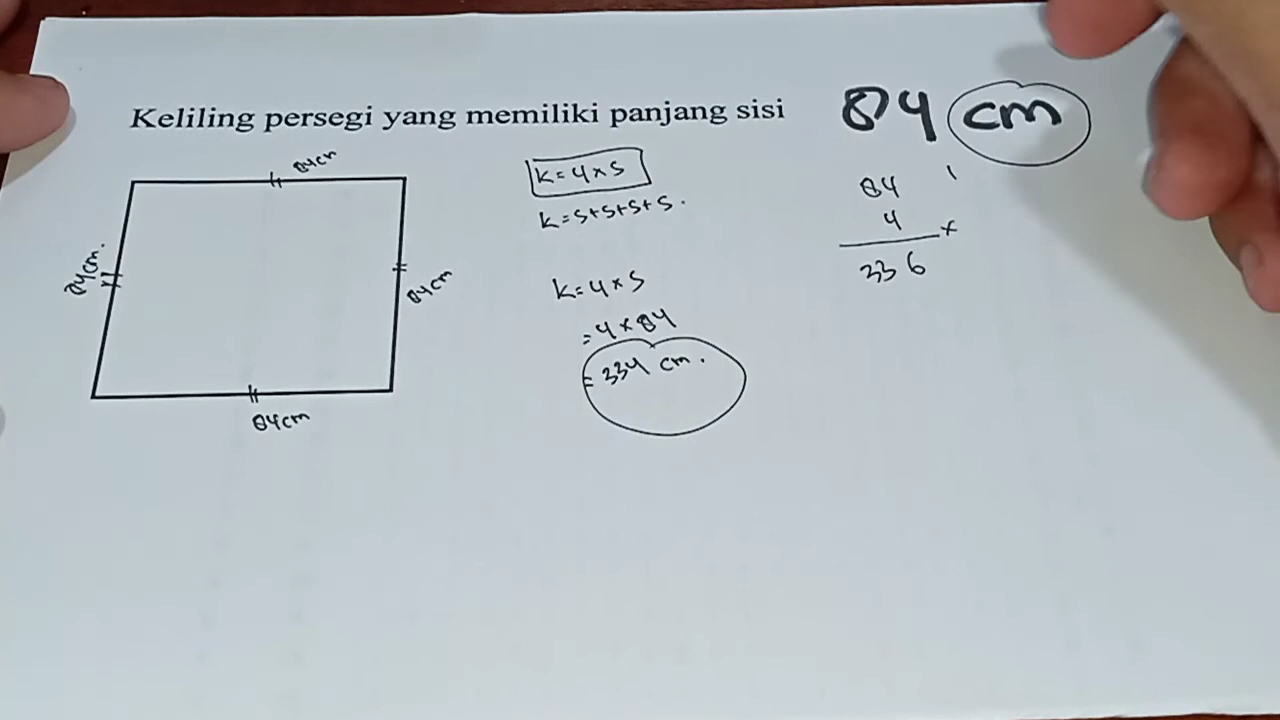 Keliling persegi yang memiliki panjang sisi 84 cm
84cm
84cm.
84cm
84cm
K = 4 × S
K = S+S+S+S.
K = 4 × S
= 4 × 84
= 334 cm.
84
4 ×
336